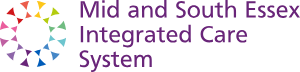 Mid and South Essex
Integrated Care
System